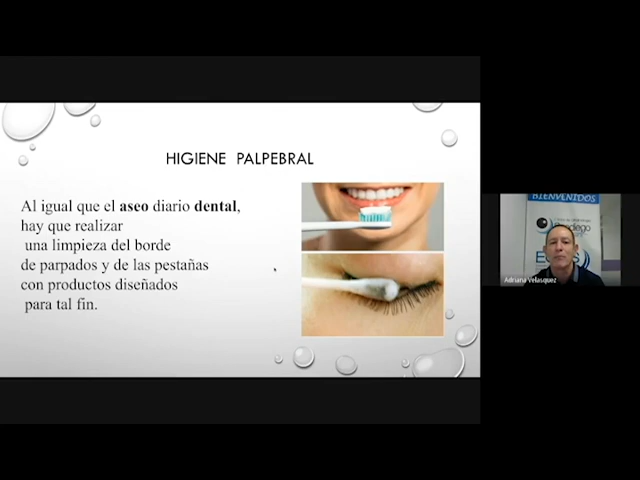 HIGIENE PALPEBRAL
Al igual que el aseo diario dental,
hay que realizar
una limpieza del borde
de parpados y de las pestañas
con productos diseñados
para tal fin.
BIENVENIDOS
Adriana Velasquez